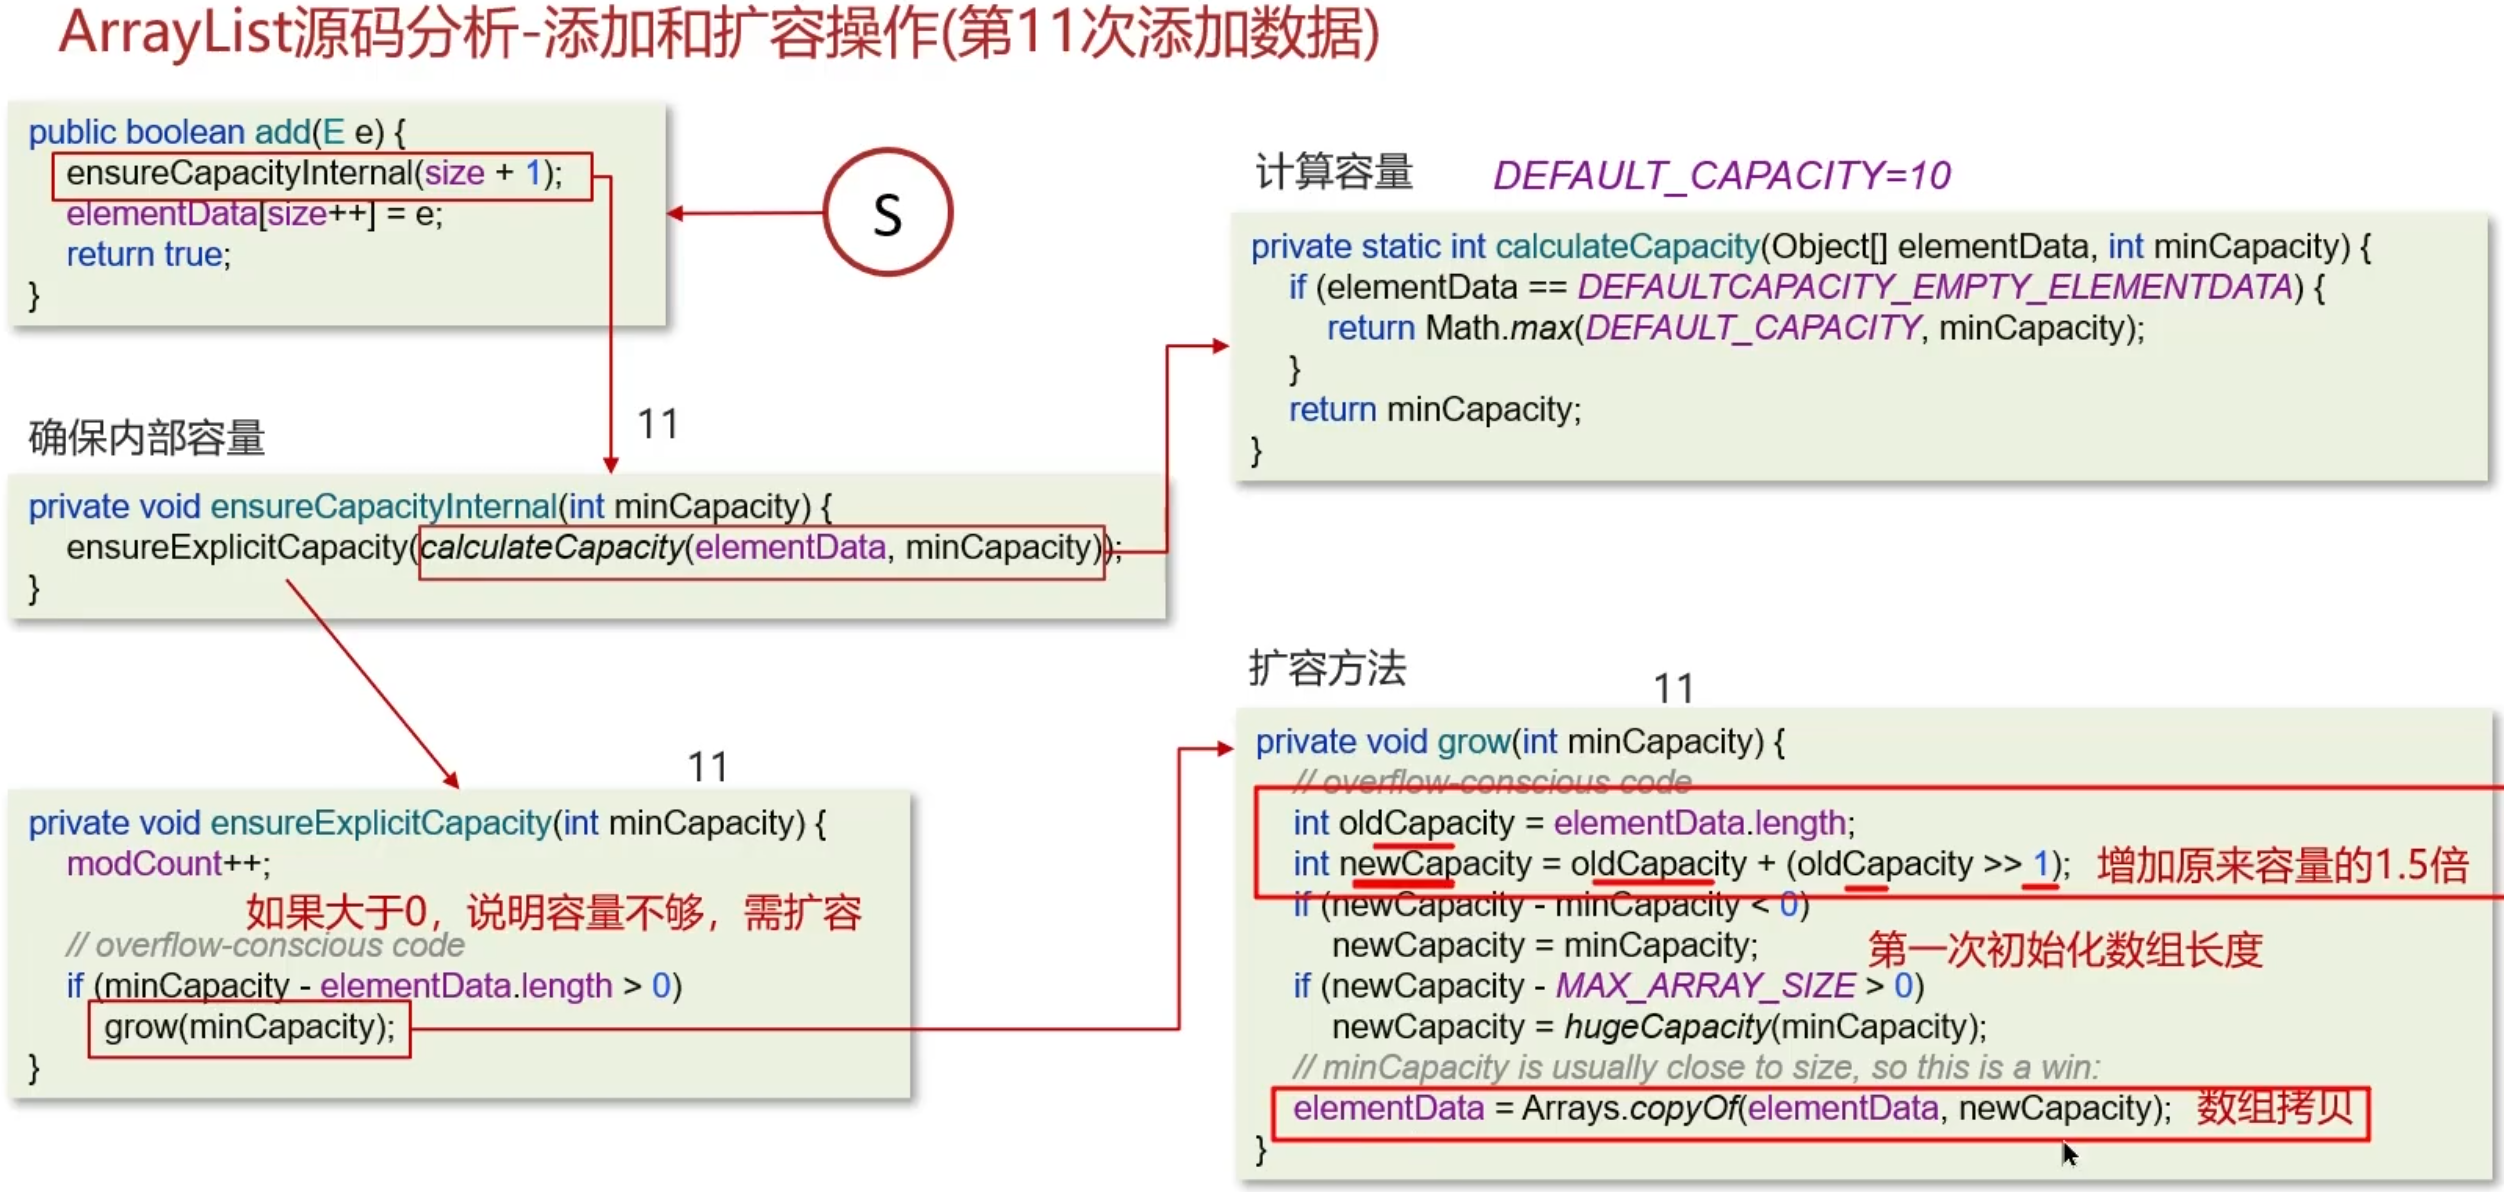 ArrayList源码分析-添加和扩容操作(第11次添加数据)
public boolean add(E e) {
ensureCapacityInternal(size + 1);
elementData[size++] = e;
return true;
}
S
计算容量 DEFAULT_CAPACITY=10
private static int calculateCapacity(Object[] elementData, int minCapacity) {
if (elementData == DEFAULTCAPACITY_EMPTY_ELEMENTDATA) {
return Math.max(DEFAULT_CAPACITY, minCapacity);
}
return minCapacity;
}
确保内部容量
11
private void ensureCapacityInternal(int minCapacity) {
ensureExplicitCapacity(calculateCapacity(elementData, minCapacity));
}
11
private void ensureExplicitCapacity(int minCapacity) {
modCount++;
如果大于0，说明容量不够，需扩容
// overflow-conscious code
if (minCapacity - elementData.length > 0)
grow(minCapacity);
}
扩容方法
11
private void grow(int minCapacity) {
// overflow-conscious code
int oldCapacity = elementData.length;
int newCapacity = oldCapacity + (oldCapacity >> 1); 增加原来容量的1.5倍
if (newCapacity - minCapacity < 0)
newCapacity = minCapacity; 第一次初始化数组长度
if (newCapacity - MAX_ARRAY_SIZE > 0)
newCapacity = hugeCapacity(minCapacity);
// minCapacity is usually close to size, so this is a win:
elementData = Arrays.copyOf(elementData, newCapacity); 数组拷贝
}